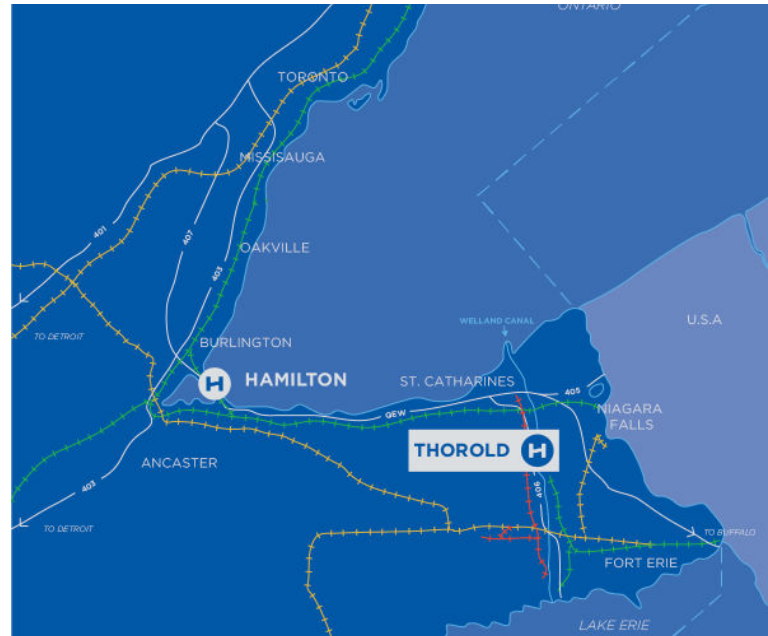 ONTARIO
TORONTO
MISSISAUGA
401
407
403
OAKVILLE
U.S.A
TO DETROIT
BURLINGTON
WELLAND CANAL
H HAMILTON
ST. CATHARINES
405
QEW
NIAGARA
FALLS
THOROLD H
ANCASTER
403
406
TO DETROIT
TO BUFFALO
FORT ERIE
LAKE ERIE